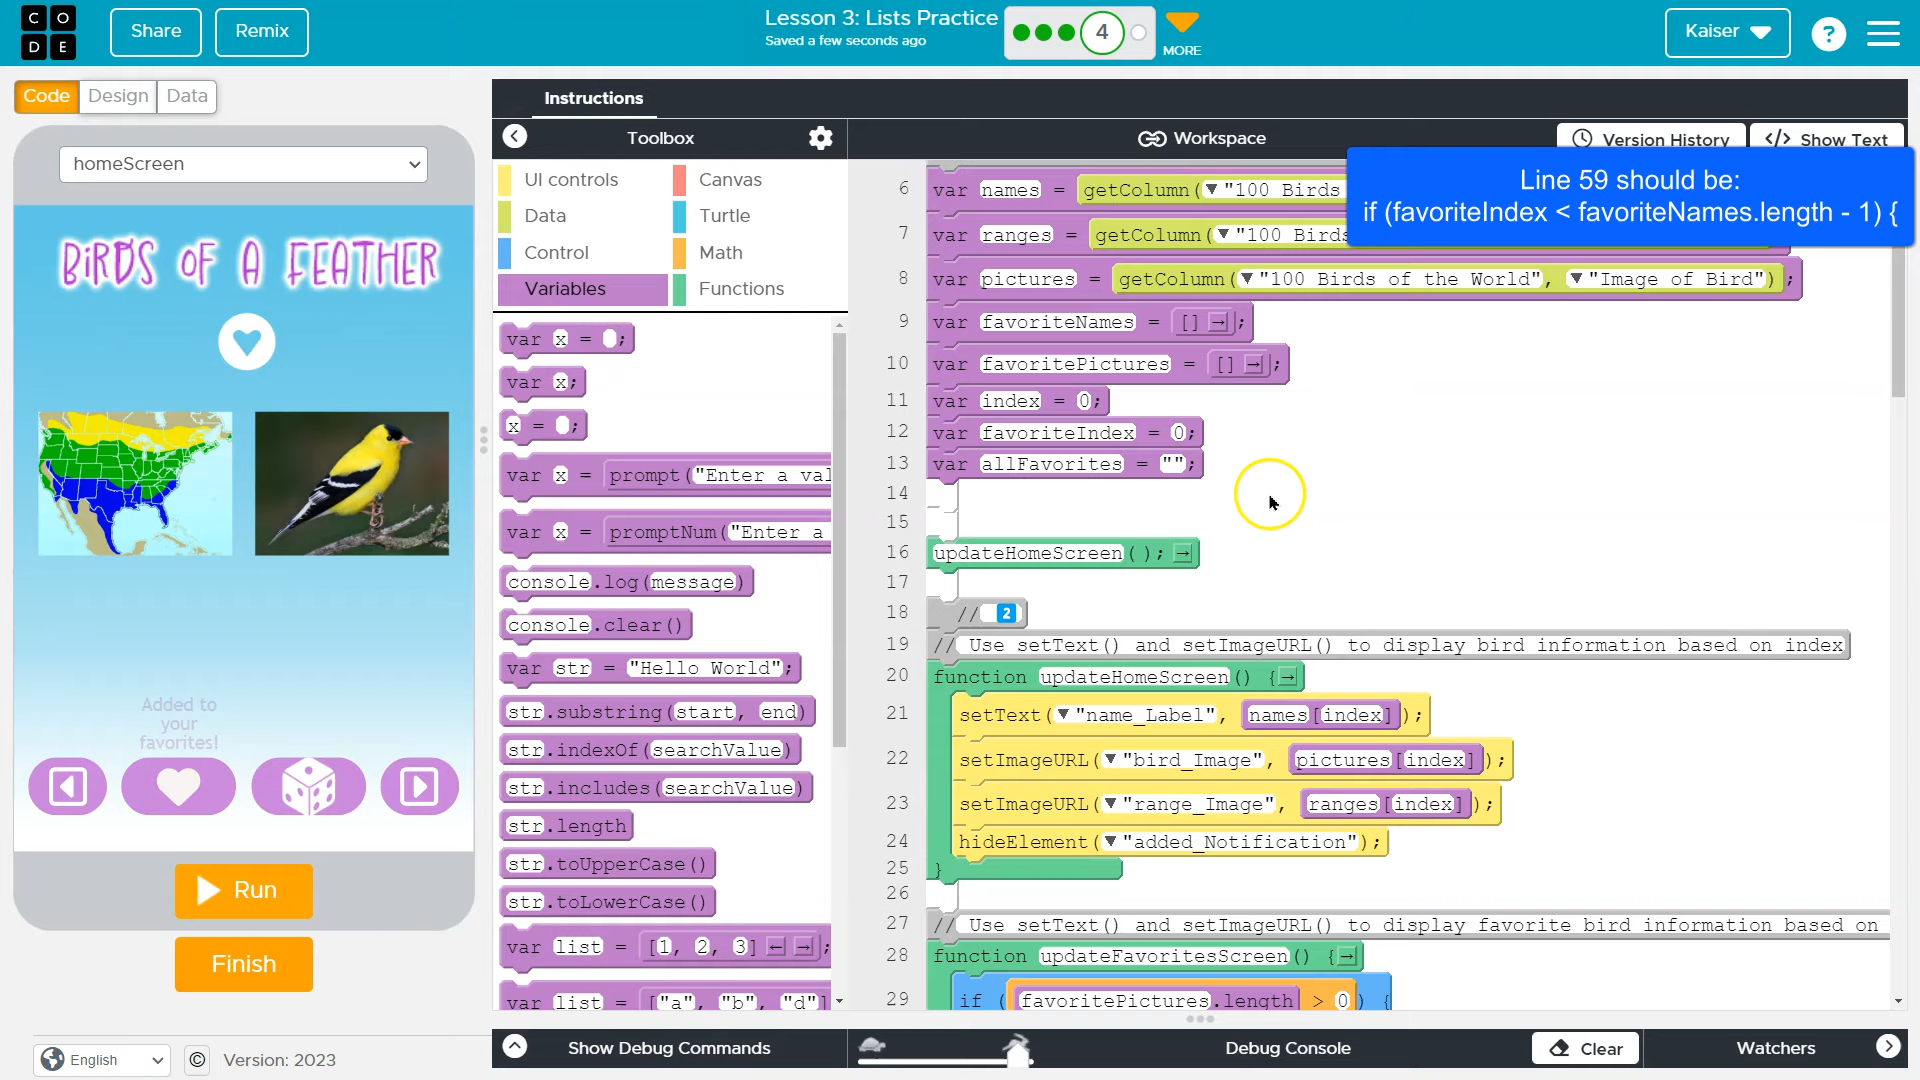 C O
D E
Share
Remix
Lesson 3: Lists Practice
Saved a few seconds ago
4
MORE
Kaiser
?
Code
Design
Data
Instructions
Toolbox
Workspace
Version History
Show Text
homeScreen
BiRDS OF A FEATHER
Added to
your
favorites!
Run
Finish
English
©
Version: 2023
UI controls
Canvas
Data
Turtle
Control
Math
Variables
Functions
var x = ;
var x;
x = ;
var x = prompt("Enter a val
var x = promptNum("Enter a
console.log(message)
console.clear()
var str = "Hello World";
str.substring(start, end)
str.indexOf(searchValue)
str.includes(searchValue)
str.length
str.toUpperCase()
str.toLowerCase()
var list = [1, 2, 3] ← → ;
var list = ["a", "b", "d"]
Line 59 should be:
if (favoriteIndex < favoriteNames.length - 1) {
6 var names = getColumn(▼"100 Birds
7 var ranges = getColumn(▼"100 Birds
8 var pictures = getColumn(▼"100 Birds of the World", ▼"Image of Bird");
9 var favoriteNames = [] → ;
10 var favoritePictures = [] → ;
11 var index = 0;
12 var favoriteIndex = 0;
13 var allFavorites = "";
14
15
16 updateHomeScreen(); →
17
18 // 2
19 // Use setText() and setImageURL() to display bird information based on index
20 function updateHomeScreen() { →
21 setText(▼"name_Label", names[index]);
22 setImageURL(▼"bird_Image", pictures[index]);
23 setImageURL(▼"range_Image", ranges[index]);
24 hideElement(▼"added_Notification");
25 }
26
27 // Use setText() and setImageURL() to display favorite bird information based on
28 function updateFavoritesScreen() { →
29 if (favoritePictures.length > 0) {
Show Debug Commands
Debug Console
Clear
Watchers